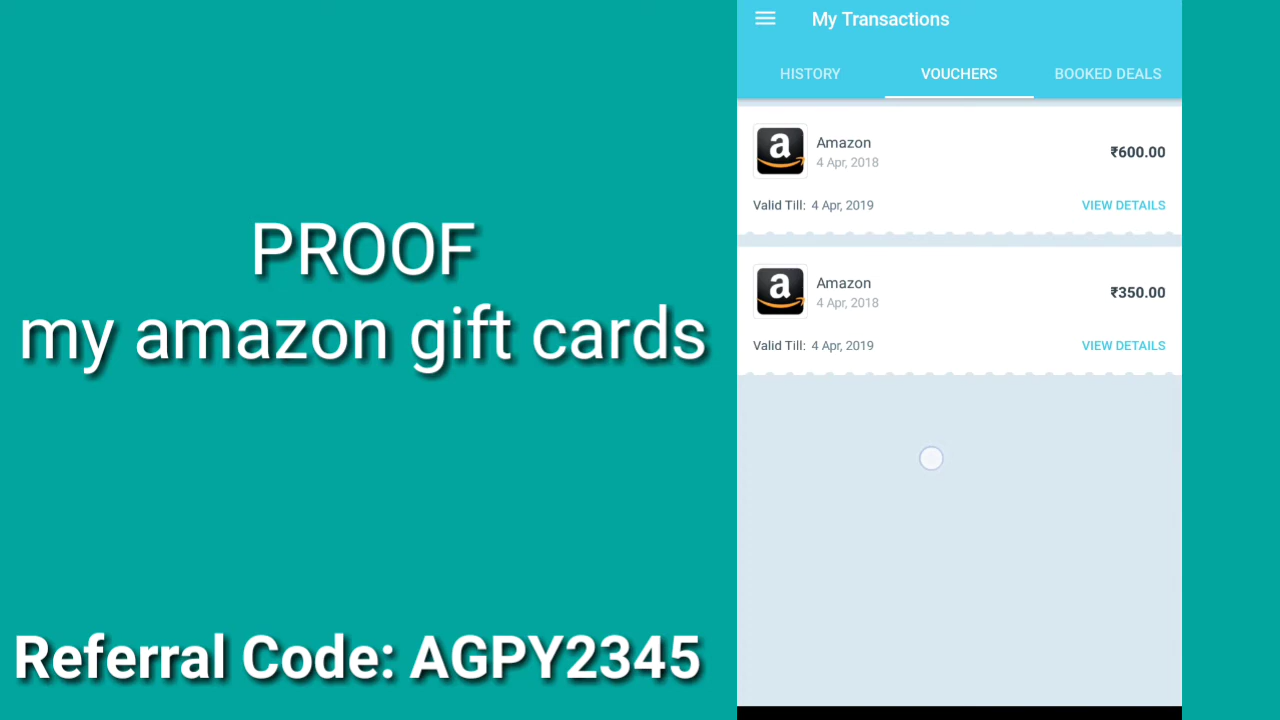 PROOF
my amazon gift cards
Referral Code: AGPY2345
My Transactions
HISTORY VOUCHERS BOOKED DEALS
a
Amazon
4 Apr, 2018
₹600.00
Valid Till: 4 Apr, 2019 VIEW DETAILS
a
Amazon
4 Apr, 2018
₹350.00
Valid Till: 4 Apr, 2019 VIEW DETAILS